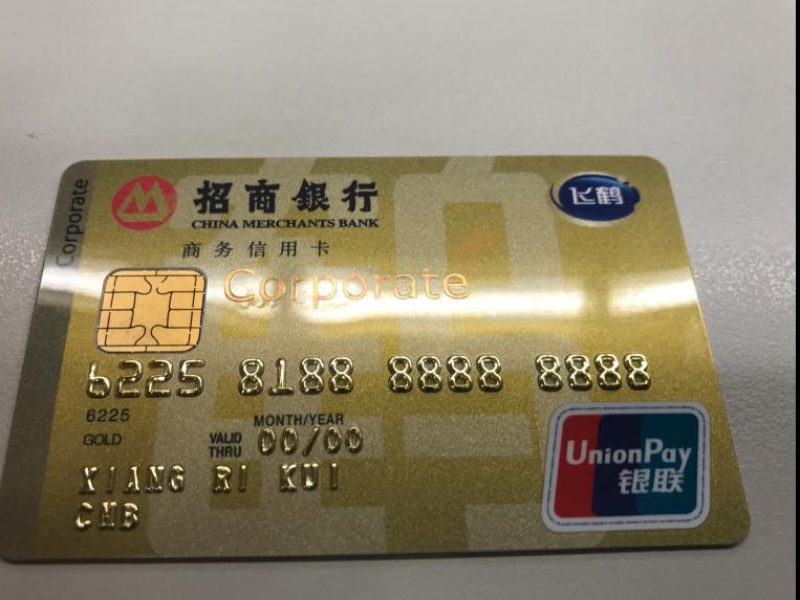 Corporate
招商銀行
CHINA MERCHANTS BANK
飞鹤
商务信用卡
Corporate
6225 8188 8888 8888
6225
MONTH/YEAR
GOLD
VALID THRU 00/00
XIANG RI KUI
CMB
UnionPay
银联